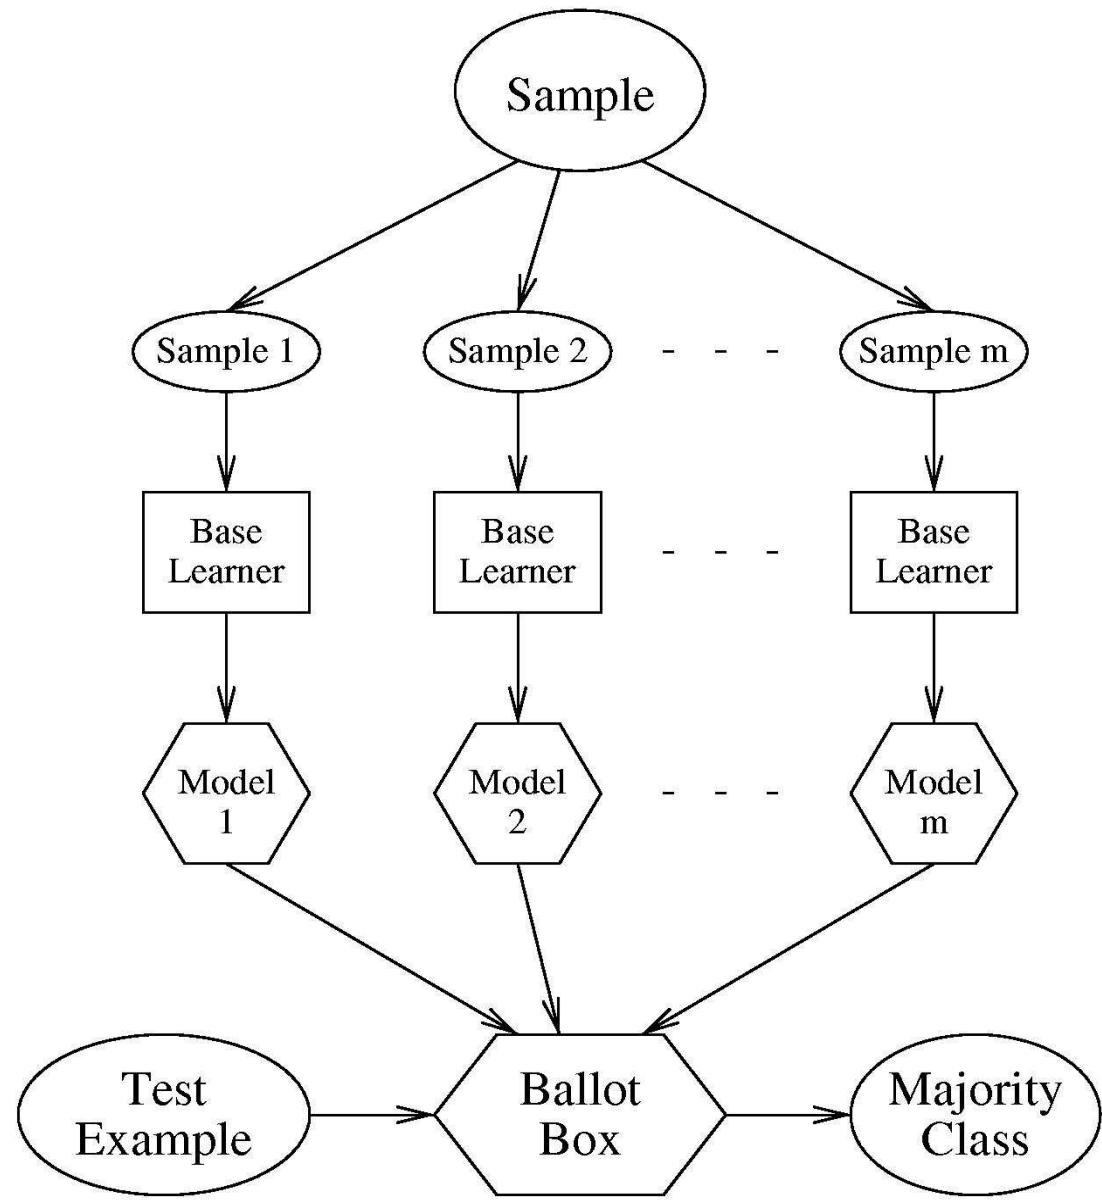 Sample
Sample 1
Sample 2
Sample m
Base
Learner
Base
Learner
Base
Learner
Model
1
Model
2
Model
m
Test
Example
Ballot
Box
Majority
Class